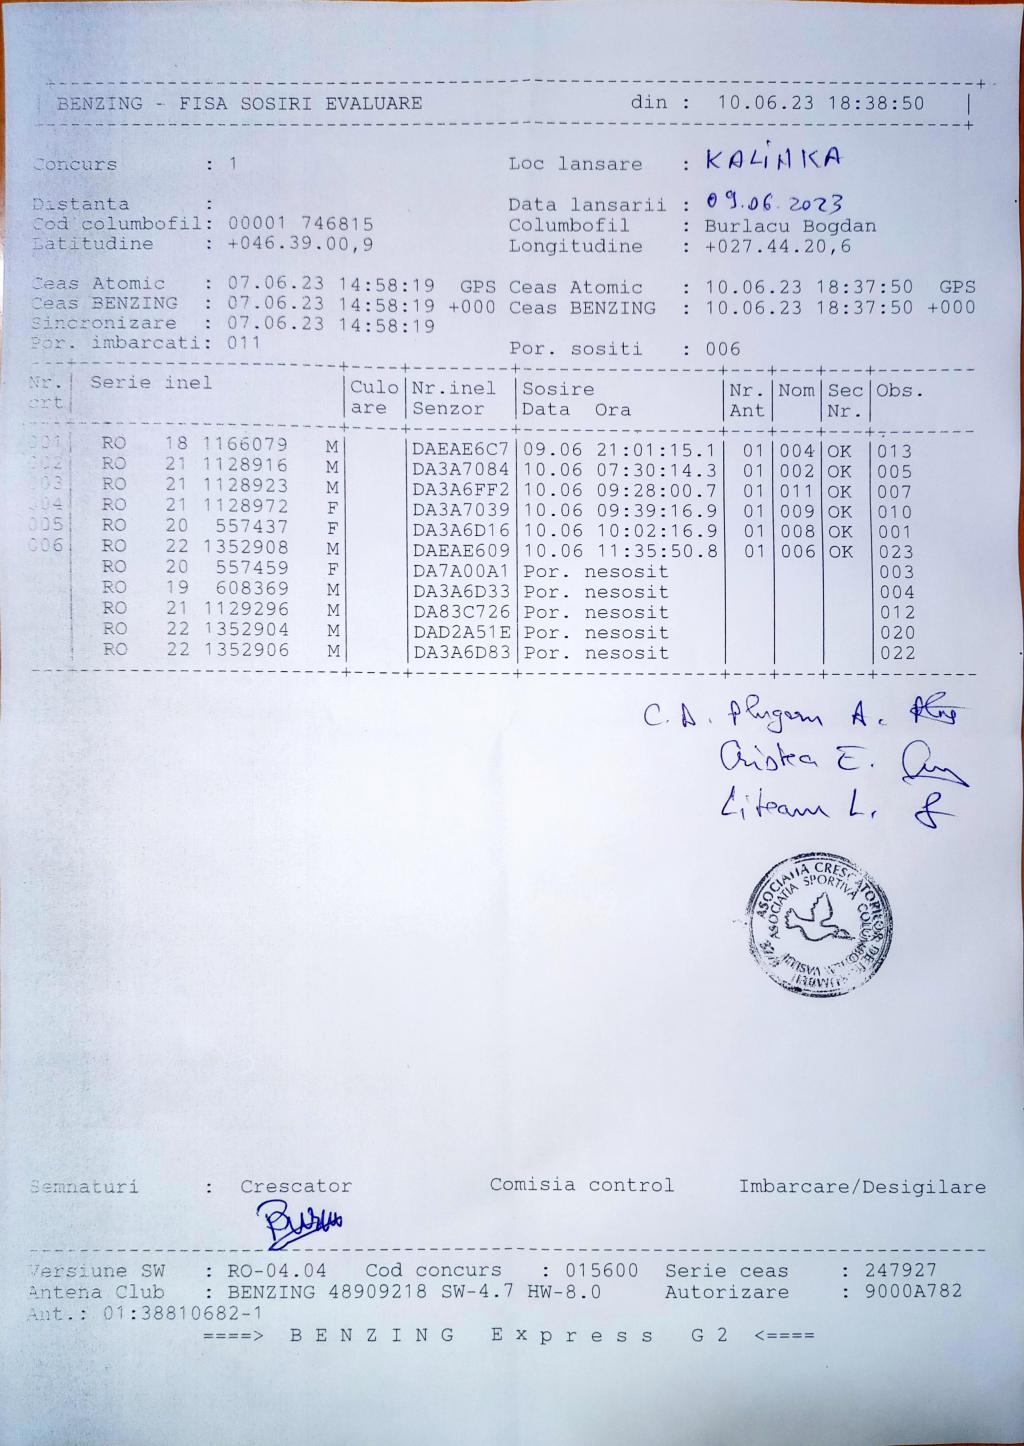 BENZING - FISA SOSIRI EVALUARE din : 10.06.23 18:38:50
Concurs : 1 Loc lansare : KALINKA
Distanta : Data lansarii : 09.06.2023
Cod columbofil: 00001 746815 Columbofil : Burlacu Bogdan
Latitudine : +046.39.00,9 Longitudine : +027.44.20,6
Ceas Atomic : 07.06.23 14:58:19 GPS Ceas Atomic : 10.06.23 18:37:50 GPS
Ceas BENZING : 07.06.23 14:58:19 +000 Ceas BENZING : 10.06.23 18:37:50 +000
Sincronizare : 07.06.23 14:58:19
Por. imbarcati: 011 Por. sositi : 006
Nr. Serie inel Culo Nr.inel Sosire Nr. Nom Sec Obs.
crt are Senzor Data Ora Ant Nr.
001 RO 18 1166079 M DAEAE6C7 09.06 21:01:15.1 01 004 OK 013
002 RO 21 1128916 M DA3A7084 10.06 07:30:14.3 01 002 OK 005
003 RO 21 1128923 M DA3A6FF2 10.06 09:28:00.7 01 011 OK 007
004 RO 21 1128972 F DA3A7039 10.06 09:39:16.9 01 009 OK 010
005 RO 20 557437 F DA3A6D16 10.06 10:02:16.9 01 008 OK 001
006 RO 22 1352908 M DAEAE609 10.06 11:35:50.8 01 006 OK 023
RO 20 557459 F DA7A00A1 Por. nesosit 003
RO 19 608369 M DA3A6D33 Por. nesosit 004
RO 21 1129296 M DA83C726 Por. nesosit 012
RO 22 1352904 M DAD2A51E Por. nesosit 020
RO 22 1352906 M DA3A6D83 Por. nesosit 022
C. A.
Cristea E.
L.
ASOCIATIA CRESCATORILOR DE
ASOCIATIA SPORTIVA VASLUI
Semnaturi : Crescator Comisia control Imbarcare/Desigilare
Versiune SW : RO-04.04 Cod concurs : 015600 Serie ceas : 247927
Antena Club : BENZING 48909218 SW-4.7 HW-8.0 Autorizare : 9000A782
Ant.: 01:38810682-1
====> BENZING Express G2 <====